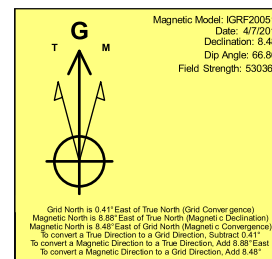 Magnetic Model: IGRF2005
Date: 4/7/20
Declination: 8.4
Dip Angle: 66.8
Field Strength: 53036
G
T M
Grid North is 0.41° East of True North (Grid Convergence)
Magnetic North is 8.88° East of True North (Magnetic Declination)
Magnetic North is 8.48° East of Grid North (Magnetic Convergence)
To convert a True Direction to a Grid Direction, Subtract 0.41°
To convert a Magnetic Direction to a True Direction, Add 8.88° East
To convert a Magnetic Direction to a Grid Direction, Add 8.48°